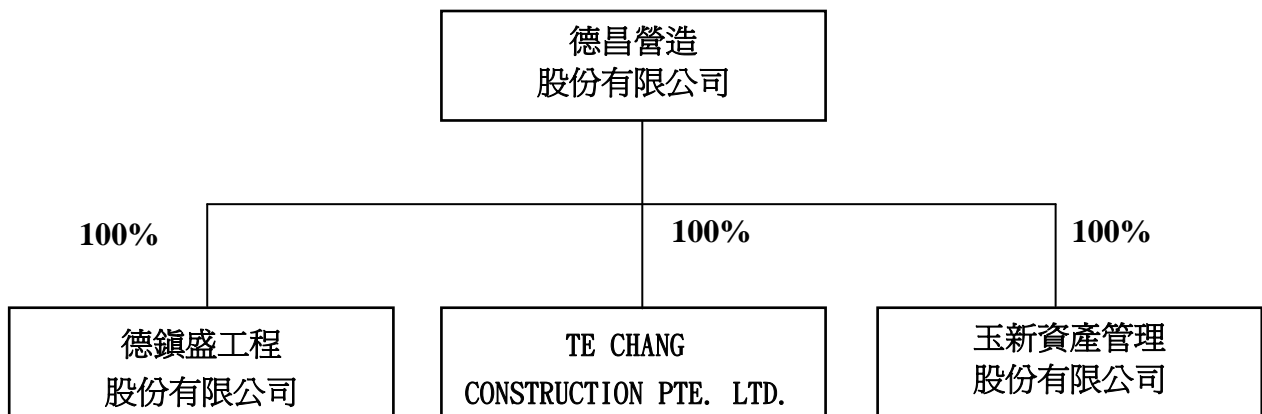 德昌營造
股份有限公司
100%
100%
100%
德鎮盛工程
股份有限公司
TE CHANG
CONSTRUCTION PTE. LTD.
玉新資產管理
股份有限公司